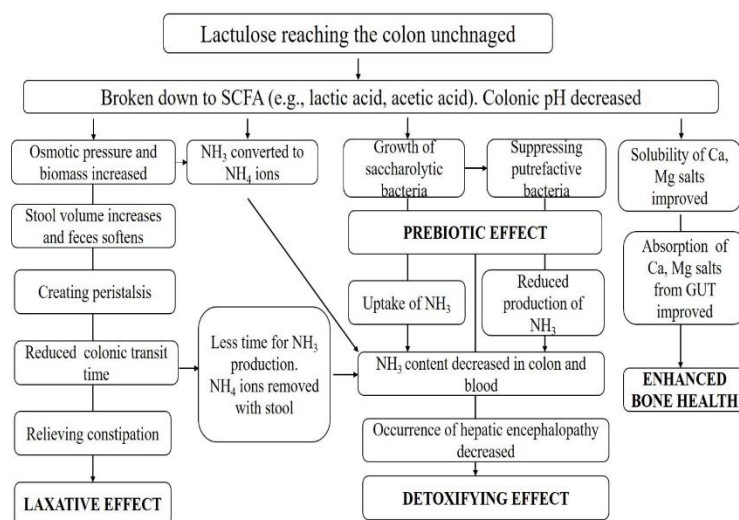 Lactulose reaching the colon unchnaged
Broken down to SCFA (e.g., lactic acid, acetic acid). Colonic pH decreased
Osmotic pressure and
biomass increased
NH₃ converted to
NH₄ ions
Growth of
saccharolytic
bacteria
Suppressing
putrefactive
bacteria
Solubility of Ca,
Mg salts
improved
Stool volume increases
and feces softens
PREBIOTIC EFFECT
Absorption of
Ca, Mg salts
from GUT
improved
Creating peristalsis
Uptake of NH₃
Reduced
production of
NH₃
Reduced colonic transit
time
Less time for NH₃
production.
NH₄ ions removed
with stool
NH₃ content decreased in colon and
blood
ENHANCED
BONE HEALTH
Relieving constipation
Occurrence of hepatic encephalopathy
decreased
LAXATIVE EFFECT
DETOXIFYING EFFECT